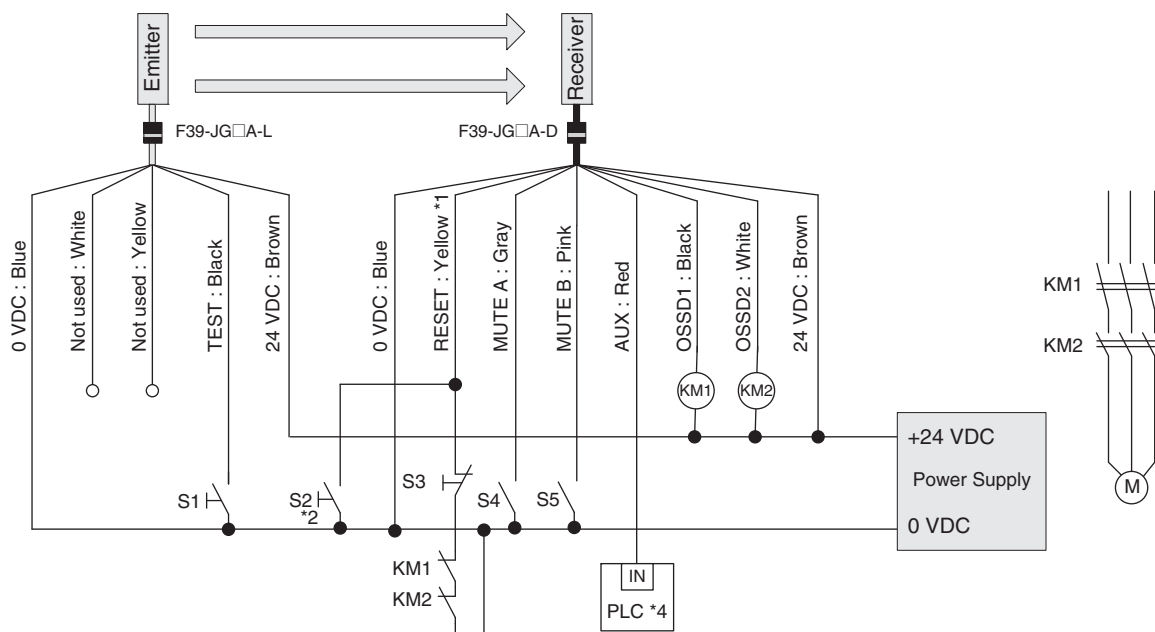 Emitter
Receiver
F39-JG□A-L
F39-JG□A-D
0 VDC : Blue
Not used : White
Not used : Yellow
TEST : Black
24 VDC : Brown
0 VDC : Blue
RESET : Yellow *1
MUTE A : Gray
MUTE B : Pink
AUX : Red
OSSD1 : Black
OSSD2 : White
24 VDC : Brown
KM1
KM2
KM1
KM2
M
+24 VDC
Power Supply
0 VDC
S1
S2
*2
S3
S4
S5
KM1
KM2
IN
PLC *4